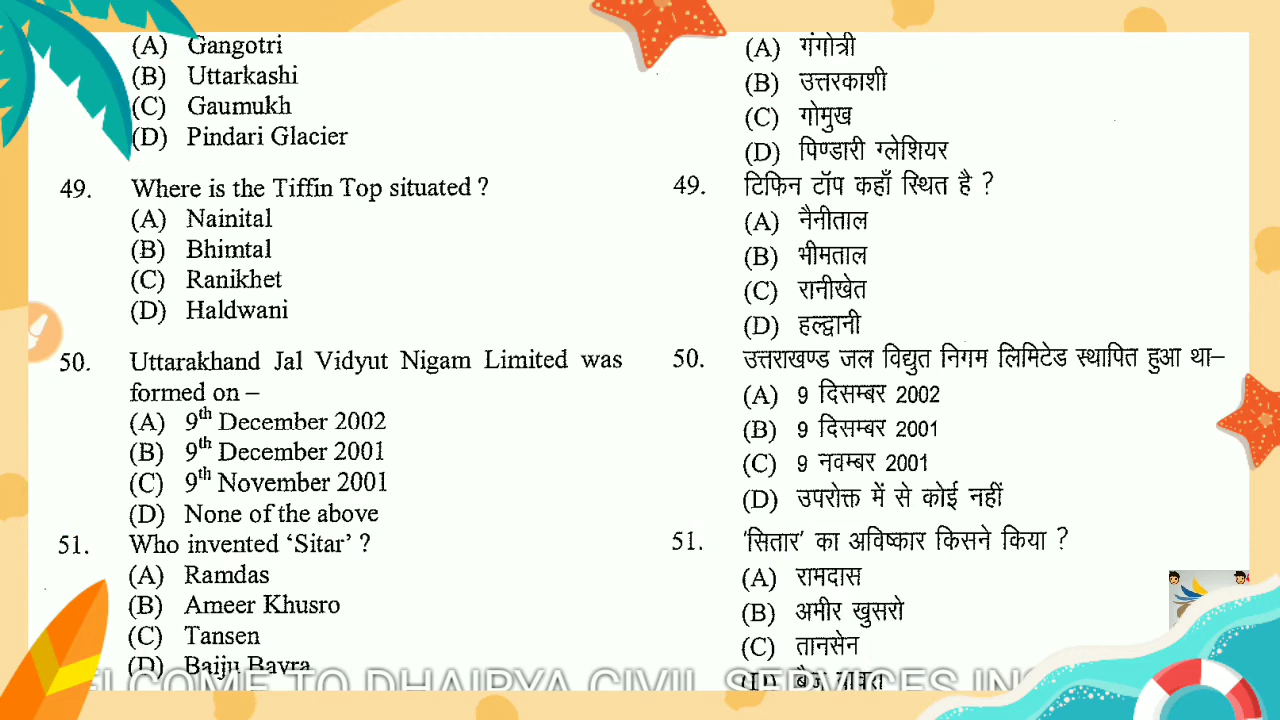 (A) Gangotri
(B) Uttarkashi
(C) Gaumukh
(D) Pindari Glacier
49. Where is the Tiffin Top situated ?
(A) Nainital
(B) Bhimtal
(C) Ranikhet
(D) Haldwani
50. Uttarakhand Jal Vidyut Nigam Limited was
formed on –
(A) 9th December 2002
(B) 9th December 2001
(C) 9th November 2001
(D) None of the above
51. Who invented ‘Sitar’ ?
(A) Ramdas
(B) Ameer Khusro
(C) Tansen
(D) Baiju Bavra
(A) गंगोत्री
(B) उत्तरकाशी
(C) गोमुख
(D) पिण्डारी ग्लेशियर
49. टिफिन टॉप कहाँ स्थित है ?
(A) नैनीताल
(B) भीमताल
(C) रानीखेत
(D) हल्द्वानी
50. उत्तराखण्ड जल विद्युत निगम लिमिटेड स्थापित हुआ था–
(A) 9 दिसम्बर 2002
(B) 9 दिसम्बर 2001
(C) 9 नवम्बर 2001
(D) उपरोक्त में से कोई नहीं
51. ‘सितार’ का अविष्कार किसने किया ?
(A) रामदास
(B) अमीर खुसरो
(C) तानसेन
(D)
TO DHAIRYA CIVIL SERVICES